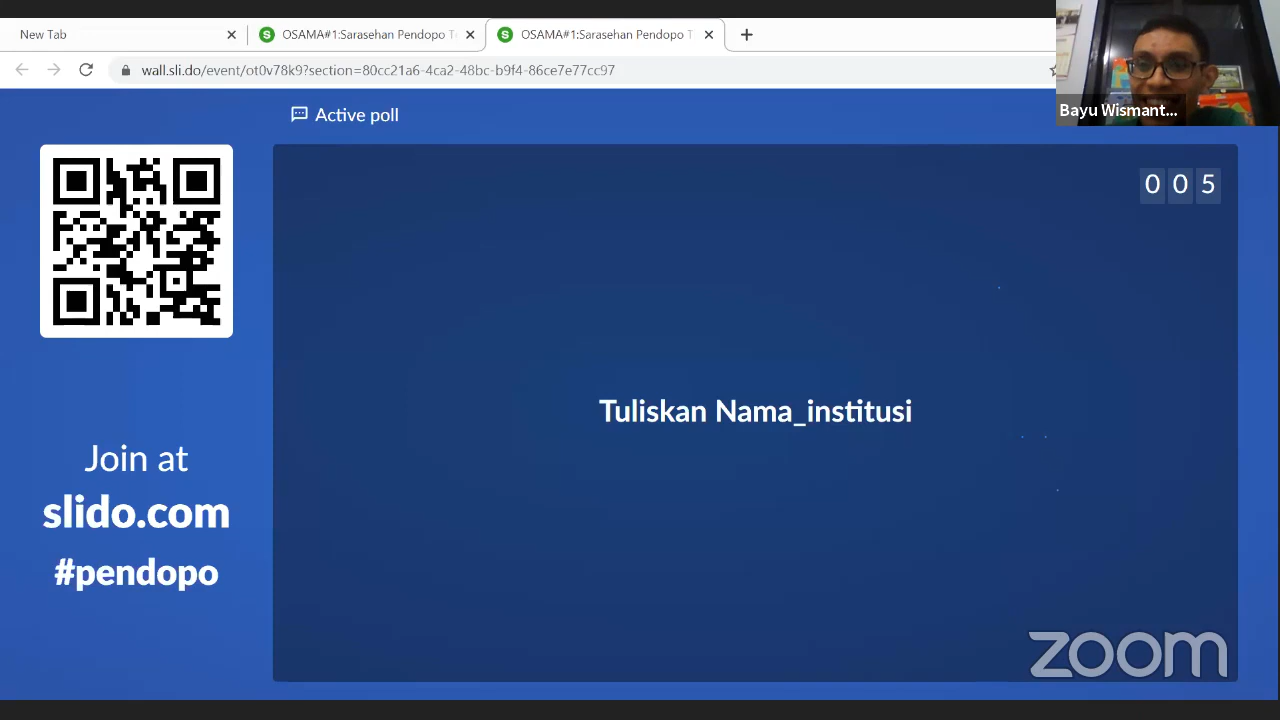 New Tab
OSAMA#1:Sarasehan Pendopo T
OSAMA#1:Sarasehan Pendopo T
wall.sli.do/event/ot0v78k9?section=80cc21a6-4ca2-48bc-b9f4-86ce7e77cc97
Bayu Wismant...
Active poll
005
Tuliskan Nama_institusi
Join at
slido.com
#pendopo
zoom